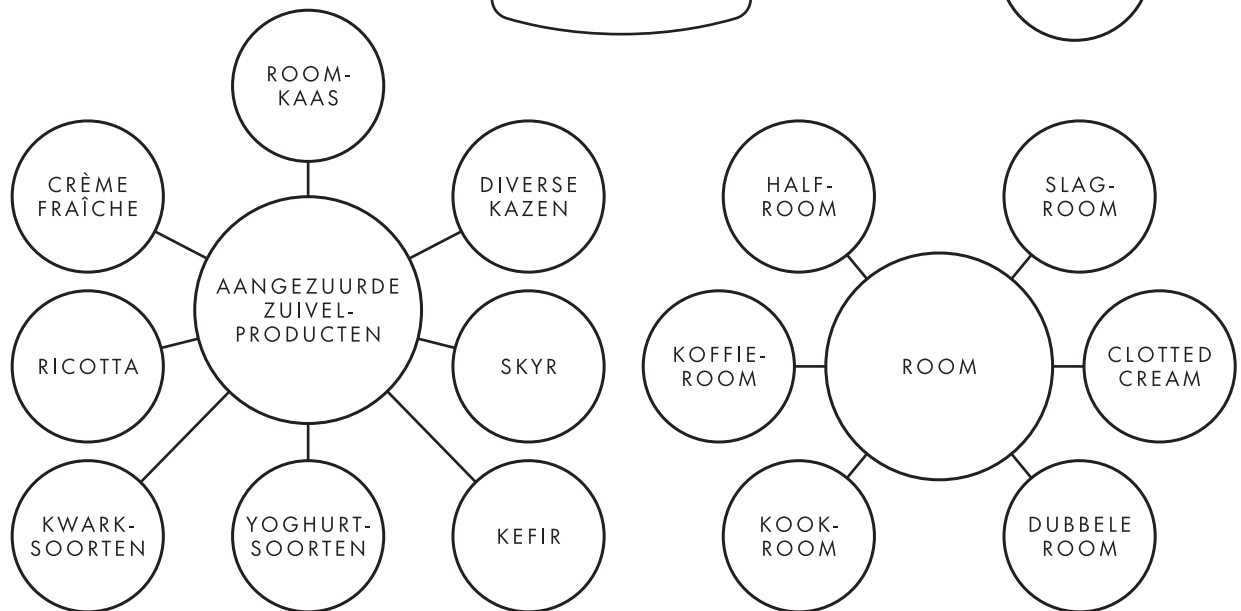 ROOM-
KAAS
CRÈME
FRAÎCHE
DIVERSE
KAZEN
AANGEZUURDE
ZUIVEL-
PRODUCTEN
RICOTTA
SKYR
KWARK-
SOORTEN
YOGHURT-
SOORTEN
KEFIR
HALF-
ROOM
SLAG-
ROOM
KOFFIE-
ROOM
ROOM
CLOTTED
CREAM
KOOK-
ROOM
DUBBELE
ROOM